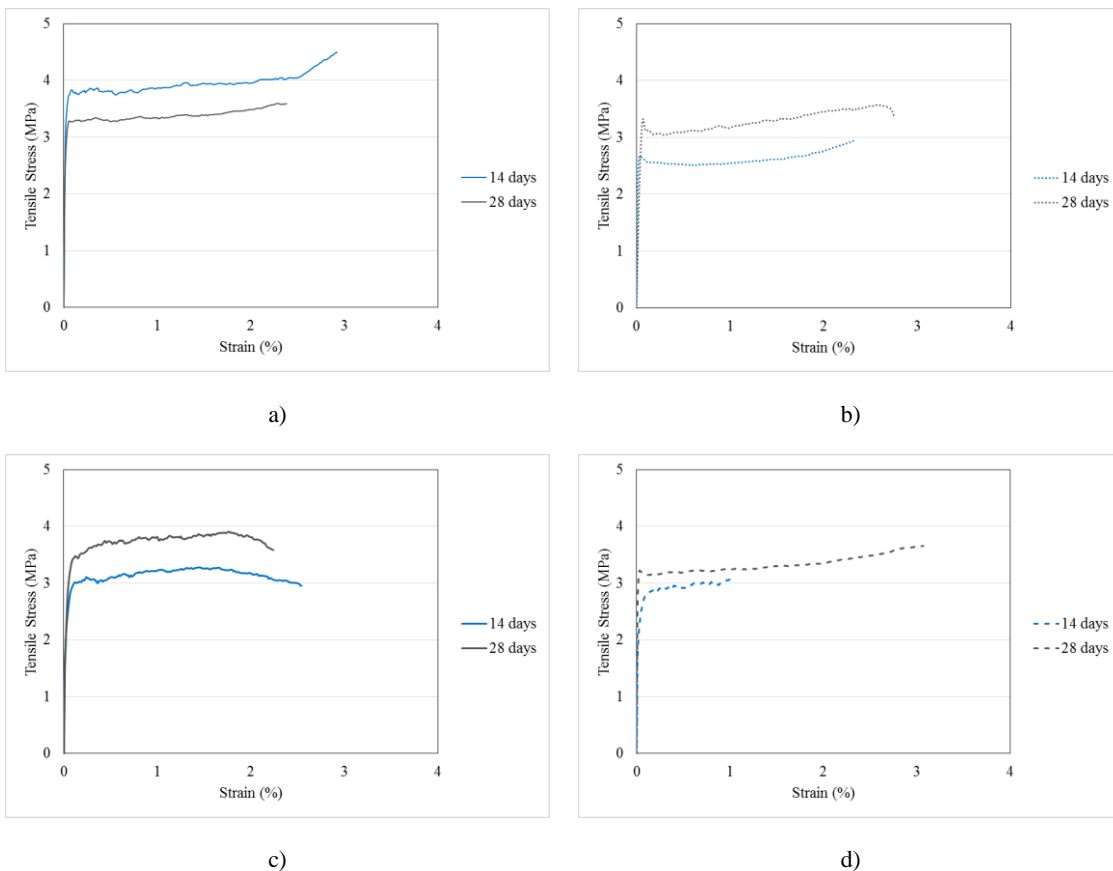 5
4
3
2
1
0
Tensile Stress (MPa)
0 1 2 3 4
Strain (%)
14 days
28 days
a)
5
4
3
2
1
0
Tensile Stress (MPa)
0 1 2 3 4
Strain (%)
14 days
28 days
b)
5
4
3
2
1
0
Tensile Stress (MPa)
0 1 2 3 4
Strain (%)
14 days
28 days
c)
5
4
3
2
1
0
Tensile Stress (MPa)
0 1 2 3 4
Strain (%)
14 days
28 days
d)